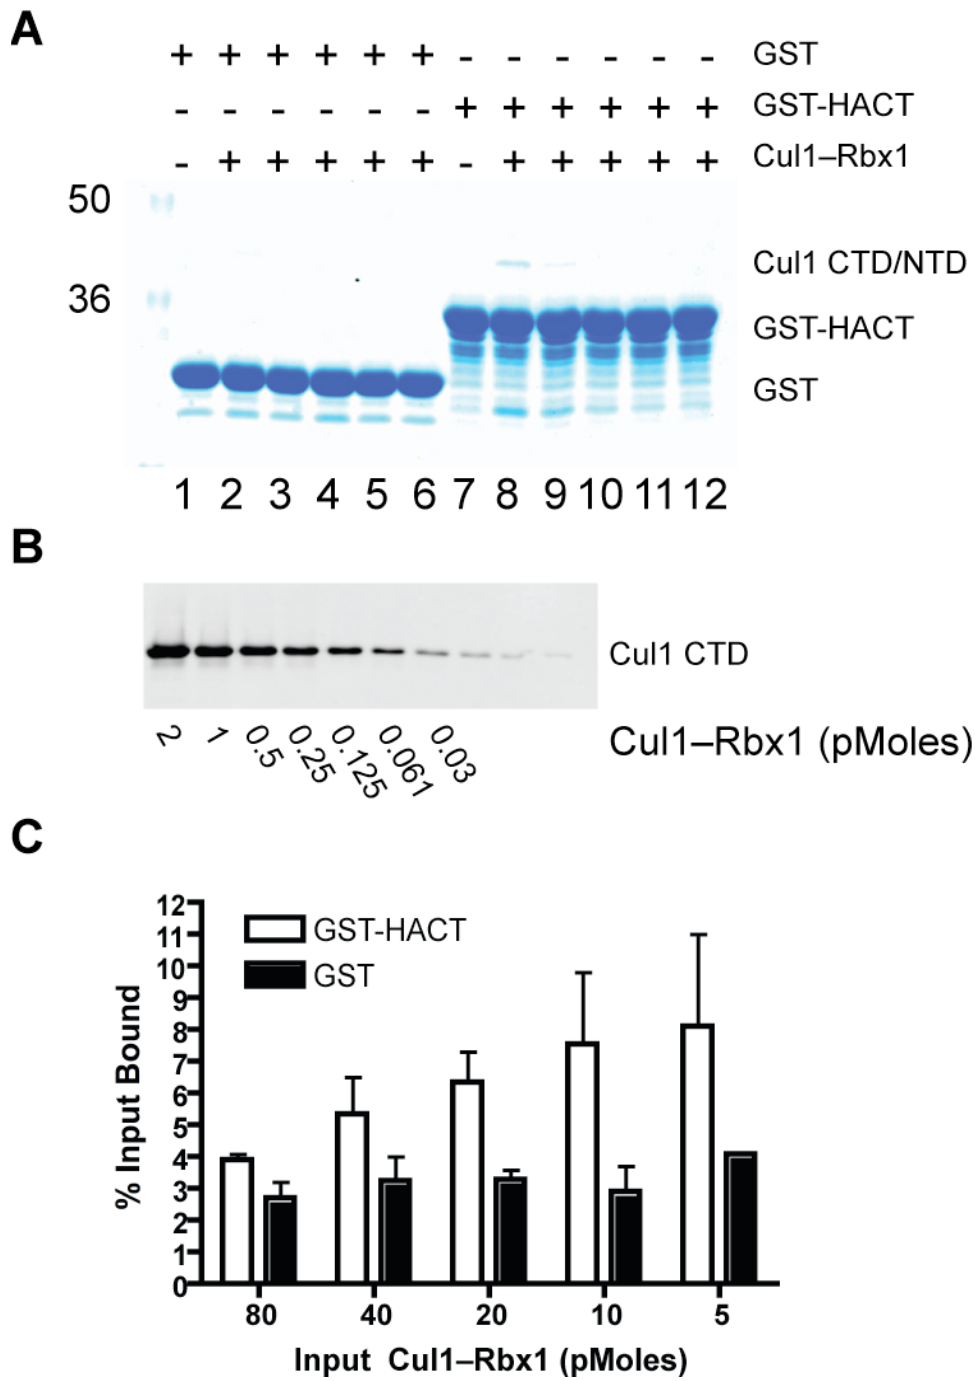 A
+ + + + + + - - - - - - GST
- - - - - - + + + + + + GST-HACT
- + + + + + - + + + + + Cul1–Rbx1
50
Cul1 CTD/NTD
36
GST-HACT
GST
1 2 3 4 5 6 7 8 9 10 11 12
B
Cul1 CTD
2 1 0.5 0.25 0.125 0.061 0.03
Cul1–Rbx1 (pMoles)
C
12
11
10
9
8
7
6
5
4
3
2
1
0
% Input Bound
GST-HACT
GST
80 40 20 10 5
Input Cul1–Rbx1 (pMoles)